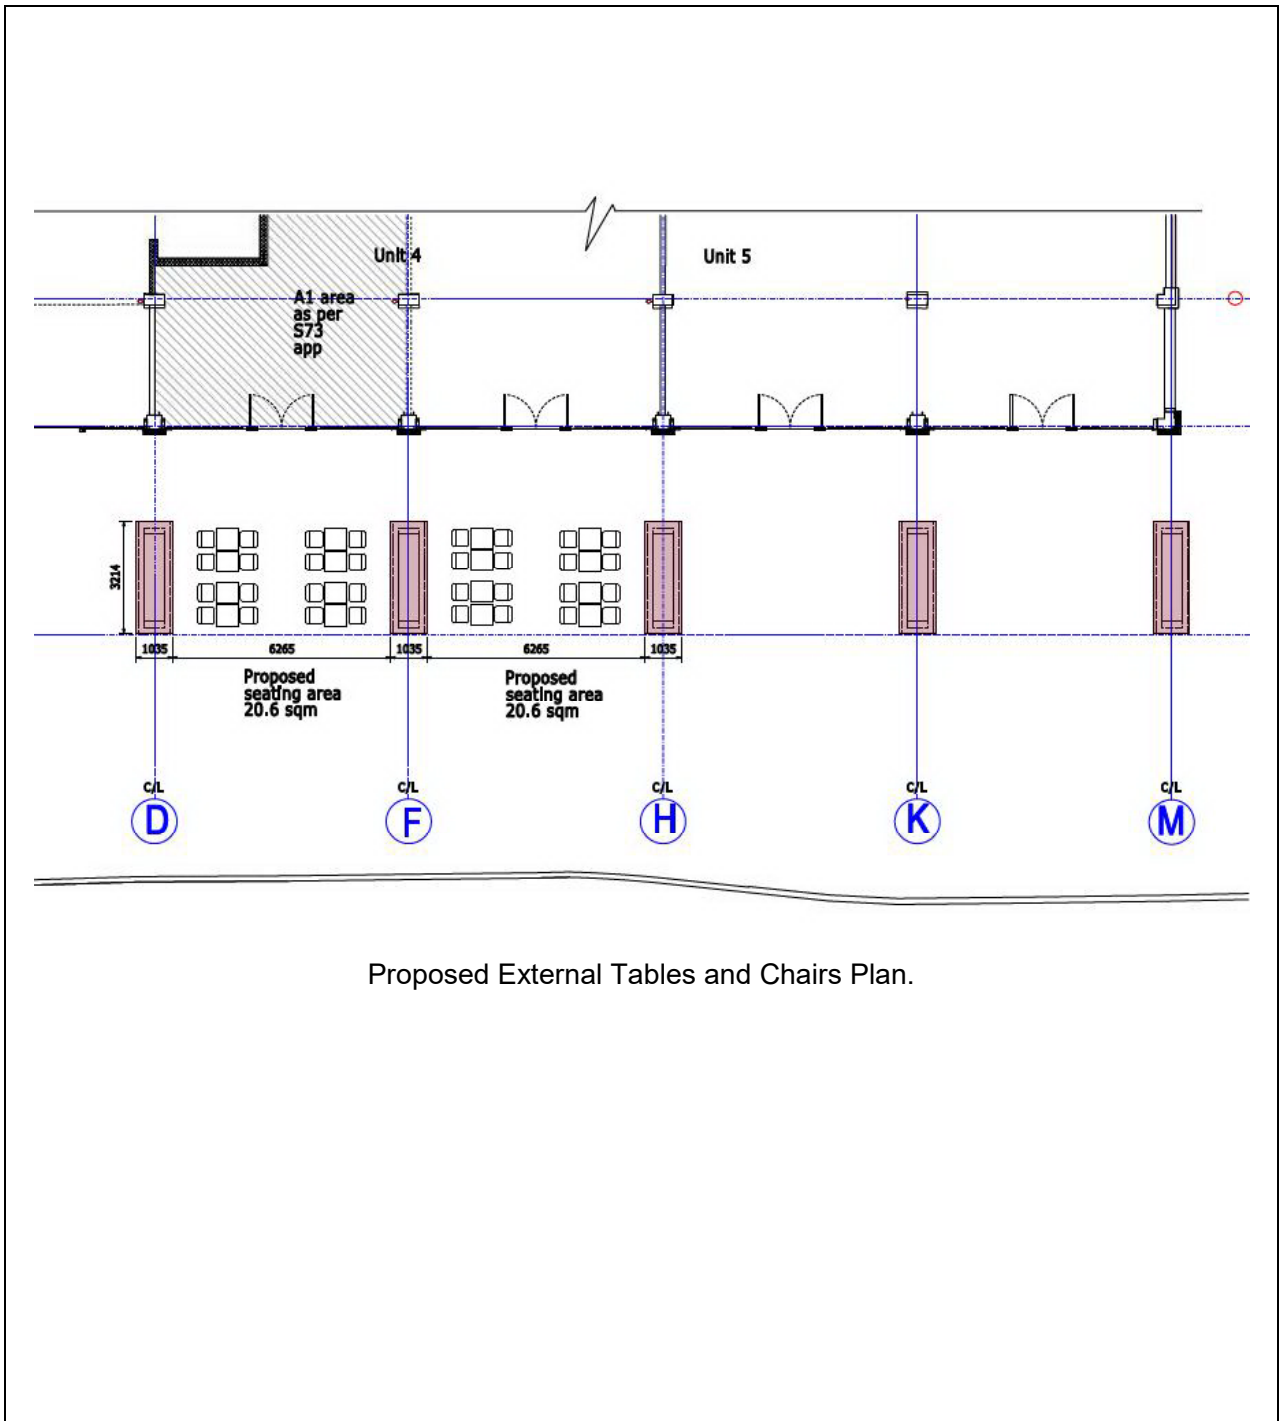 Unit 4
Unit 5
A1 area
as per
S73
app
3214
1035
6265
1035
6265
1035
Proposed
seating area
20.6 sqm
Proposed
seating area
20.6 sqm
C/L
C/L
C/L
C/L
C/L
D
F
H
K
M
Proposed External Tables and Chairs Plan.